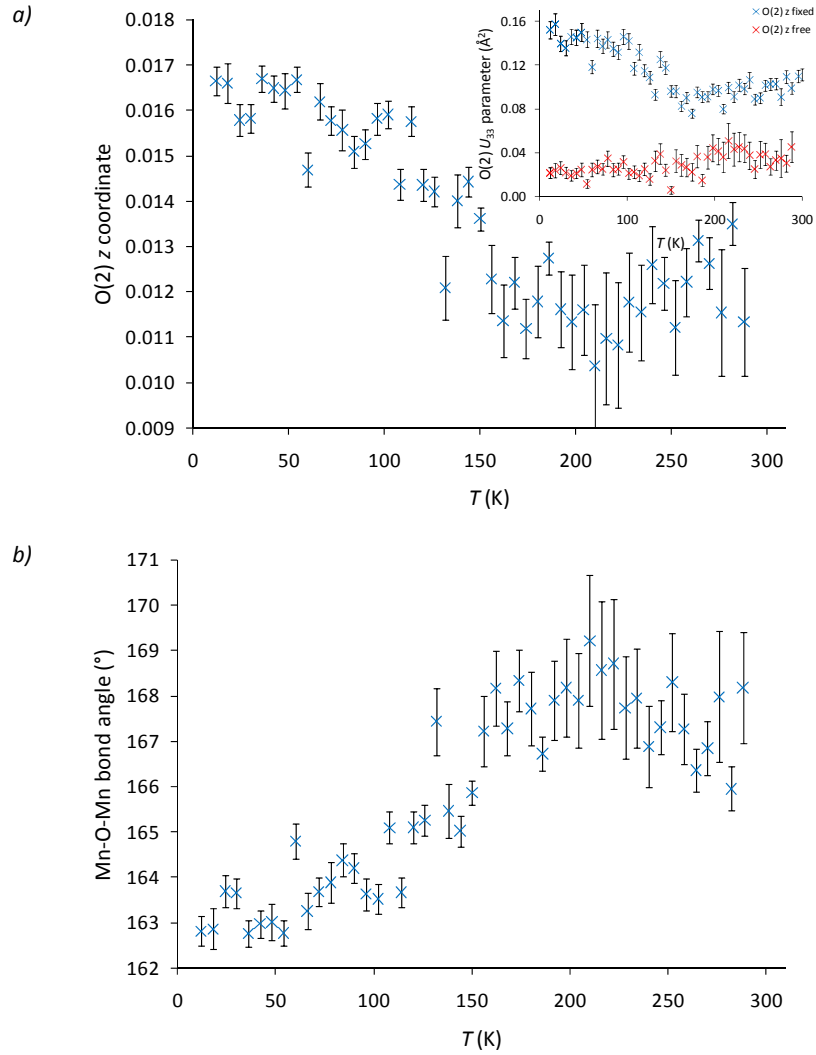 a)
0.018
0.017
0.016
0.015
0.014
0.013
0.012
0.011
0.010
0.009
O(2) z coordinate
0 50 100 150 200 250 300
T (K)
O(2) z fixed
O(2) z free
0.16
0.12
0.08
0.04
0.00
O(2) U33 parameter (Å²)
0 100 200 300
T (K)
b)
171
170
169
168
167
166
165
164
163
162
Mn-O-Mn bond angle (°)
0 50 100 150 200 250 300
T (K)